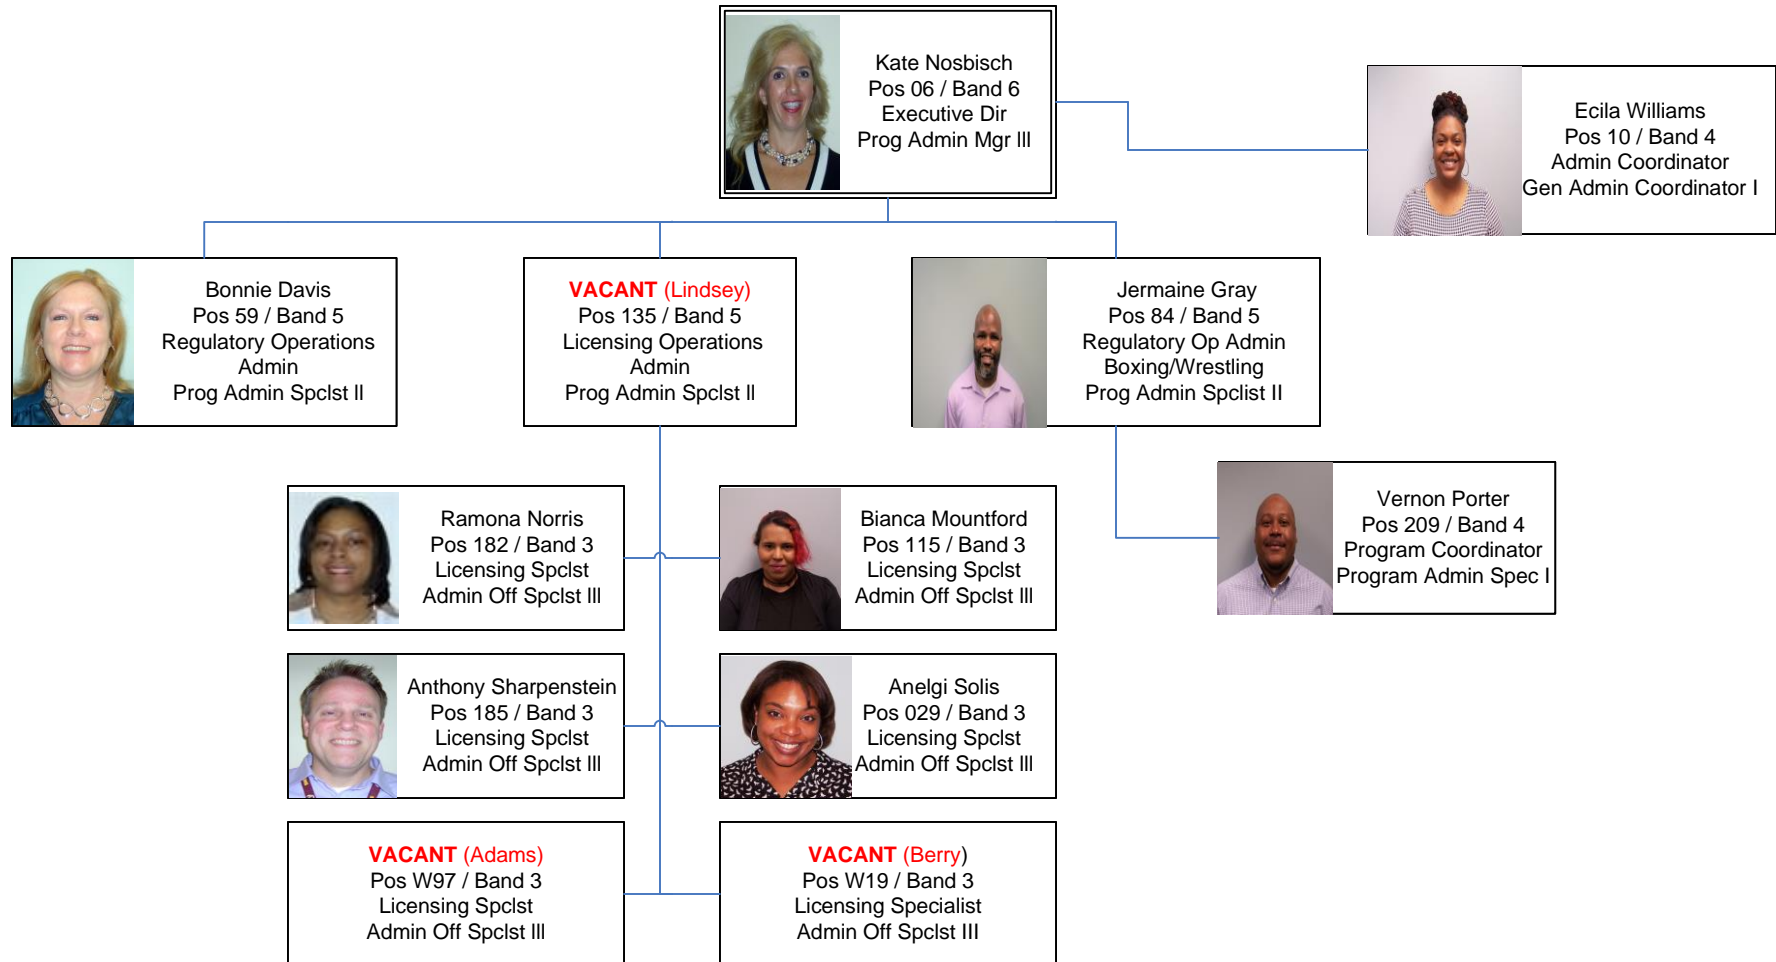 Kate Nosbisch
Pos 06 / Band 6
Executive Dir
Prog Admin Mgr III
Ecila Williams
Pos 10 / Band 4
Admin Coordinator
Gen Admin Coordinator I
Bonnie Davis
Pos 59 / Band 5
Regulatory Operations
Admin
Prog Admin Spclst II
VACANT (Lindsey)
Pos 135 / Band 5
Licensing Operations
Admin
Prog Admin Spclst II
Jermaine Gray
Pos 84 / Band 5
Regulatory Op Admin
Boxing/Wrestling
Prog Admin Spclist II
Vernon Porter
Pos 209 / Band 4
Program Coordinator
Program Admin Spec I
Ramona Norris
Pos 182 / Band 3
Licensing Spclst
Admin Off Spclst III
Bianca Mountford
Pos 115 / Band 3
Licensing Spclst
Admin Off Spclst III
Anthony Sharpenstein
Pos 185 / Band 3
Licensing Spclst
Admin Off Spclst III
Anelgi Solis
Pos 029 / Band 3
Licensing Spclst
Admin Off Spclst III
VACANT (Adams)
Pos W97 / Band 3
Licensing Spclst
Admin Off Spclst III
VACANT (Berry)
Pos W19 / Band 3
Licensing Specialist
Admin Off Spclst III